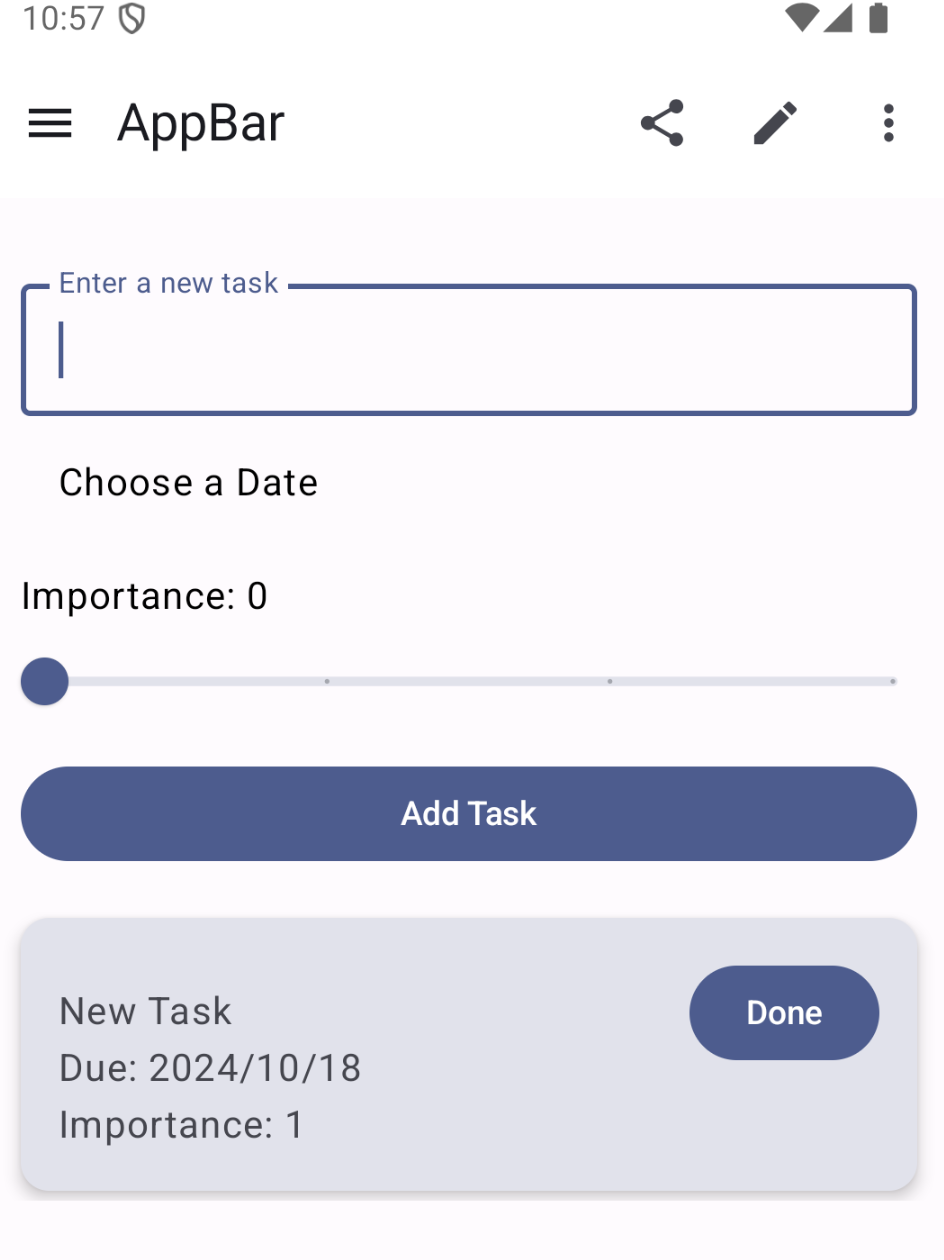 10:57
AppBar
Enter a new task
Choose a Date
Importance: 0
Add Task
New Task
Done
Due: 2024/10/18
Importance: 1